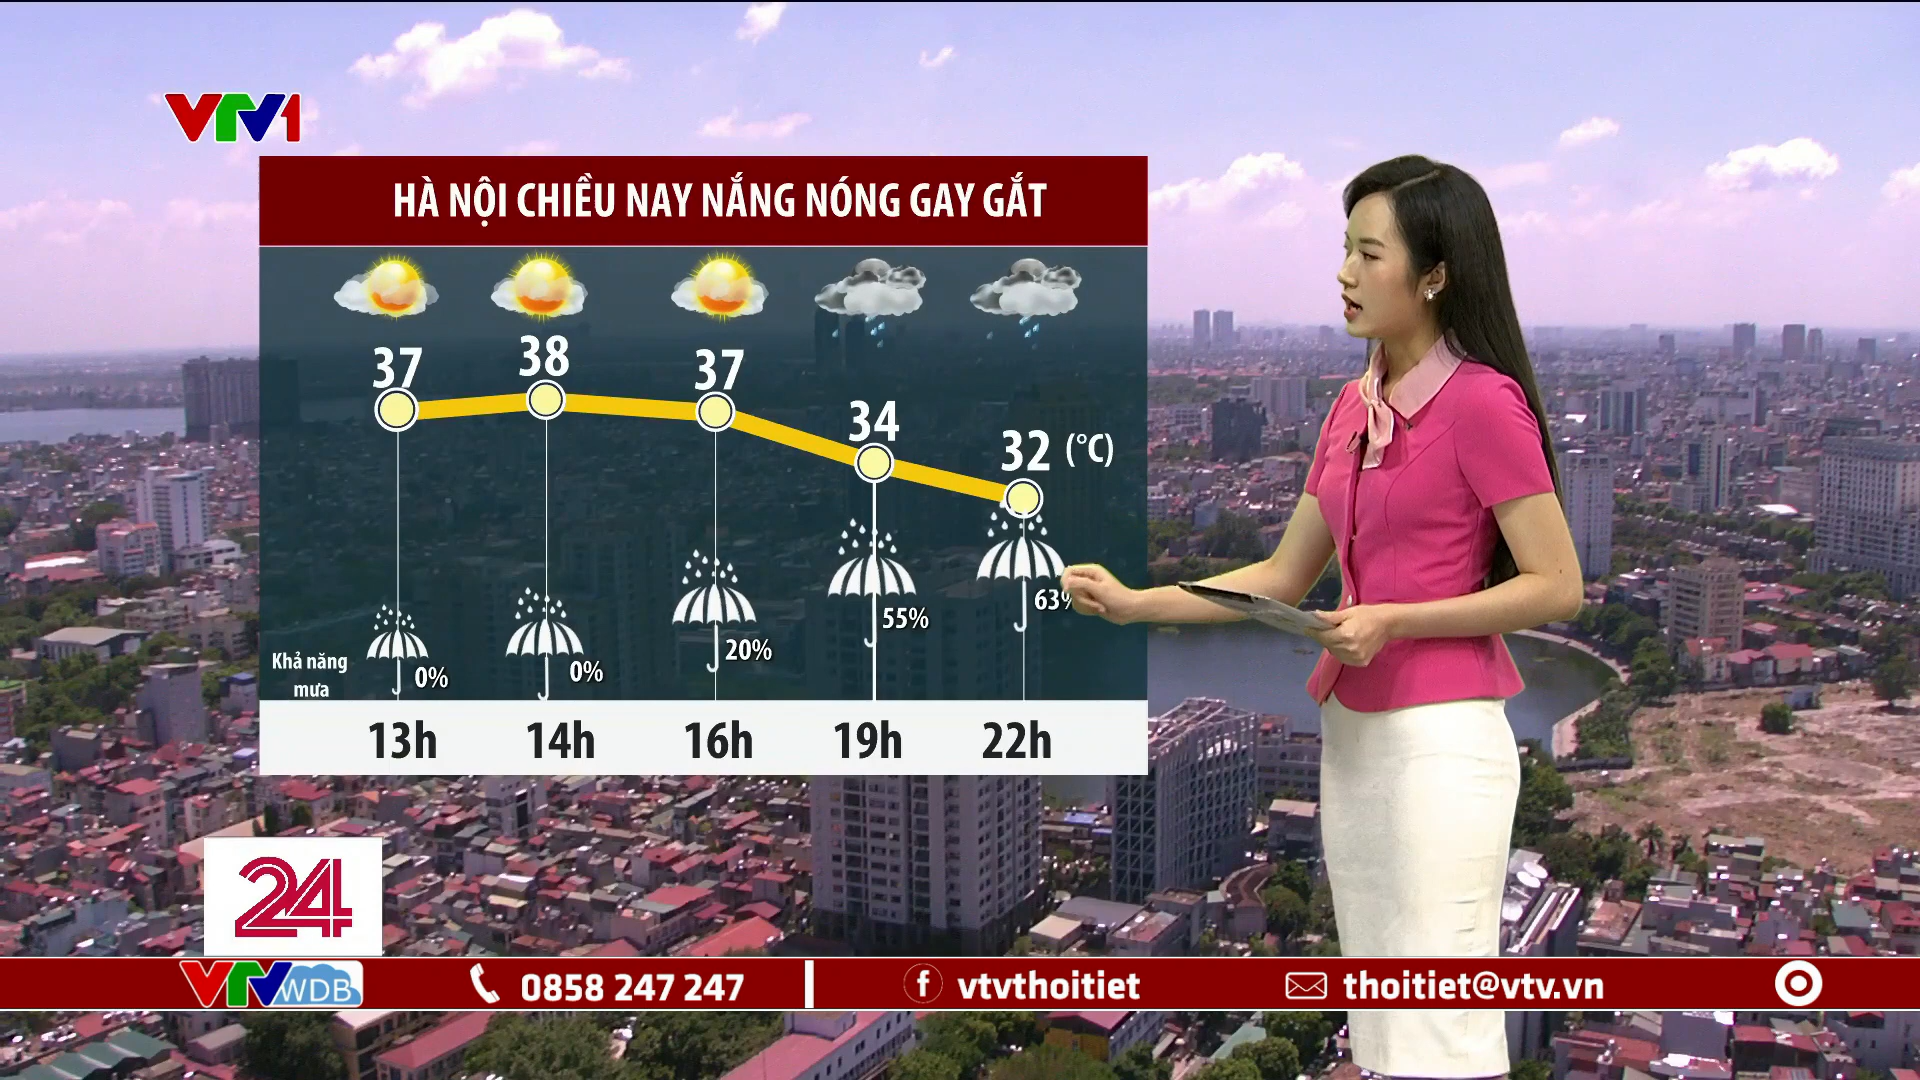 VTV1
HÀ NỘI CHIỀU NAY NẮNG NÓNG GAY GẮT
37
38
37
34
32 (°C)
Khả năng
mưa
0%
0%
20%
55%
63%
13h
14h
16h
19h
22h
24
VTV WDB
0858 247 247
vtvthoitiet
thoitiet@vtv.vn